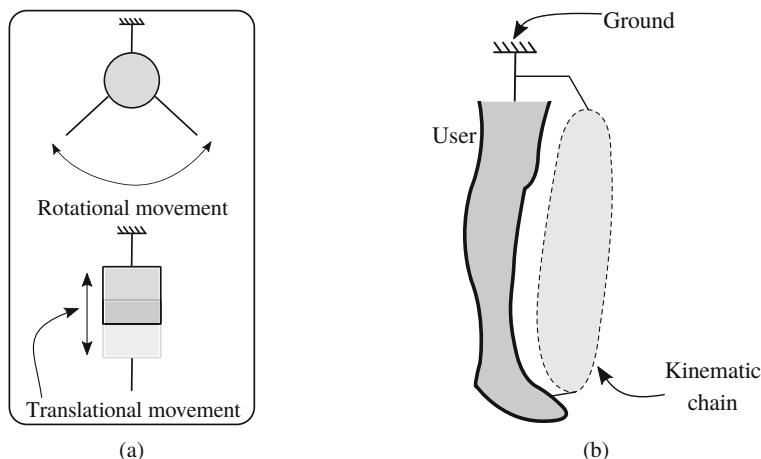 Rotational movement
Translational movement
(a)
Ground
User
Kinematic
chain
(b)